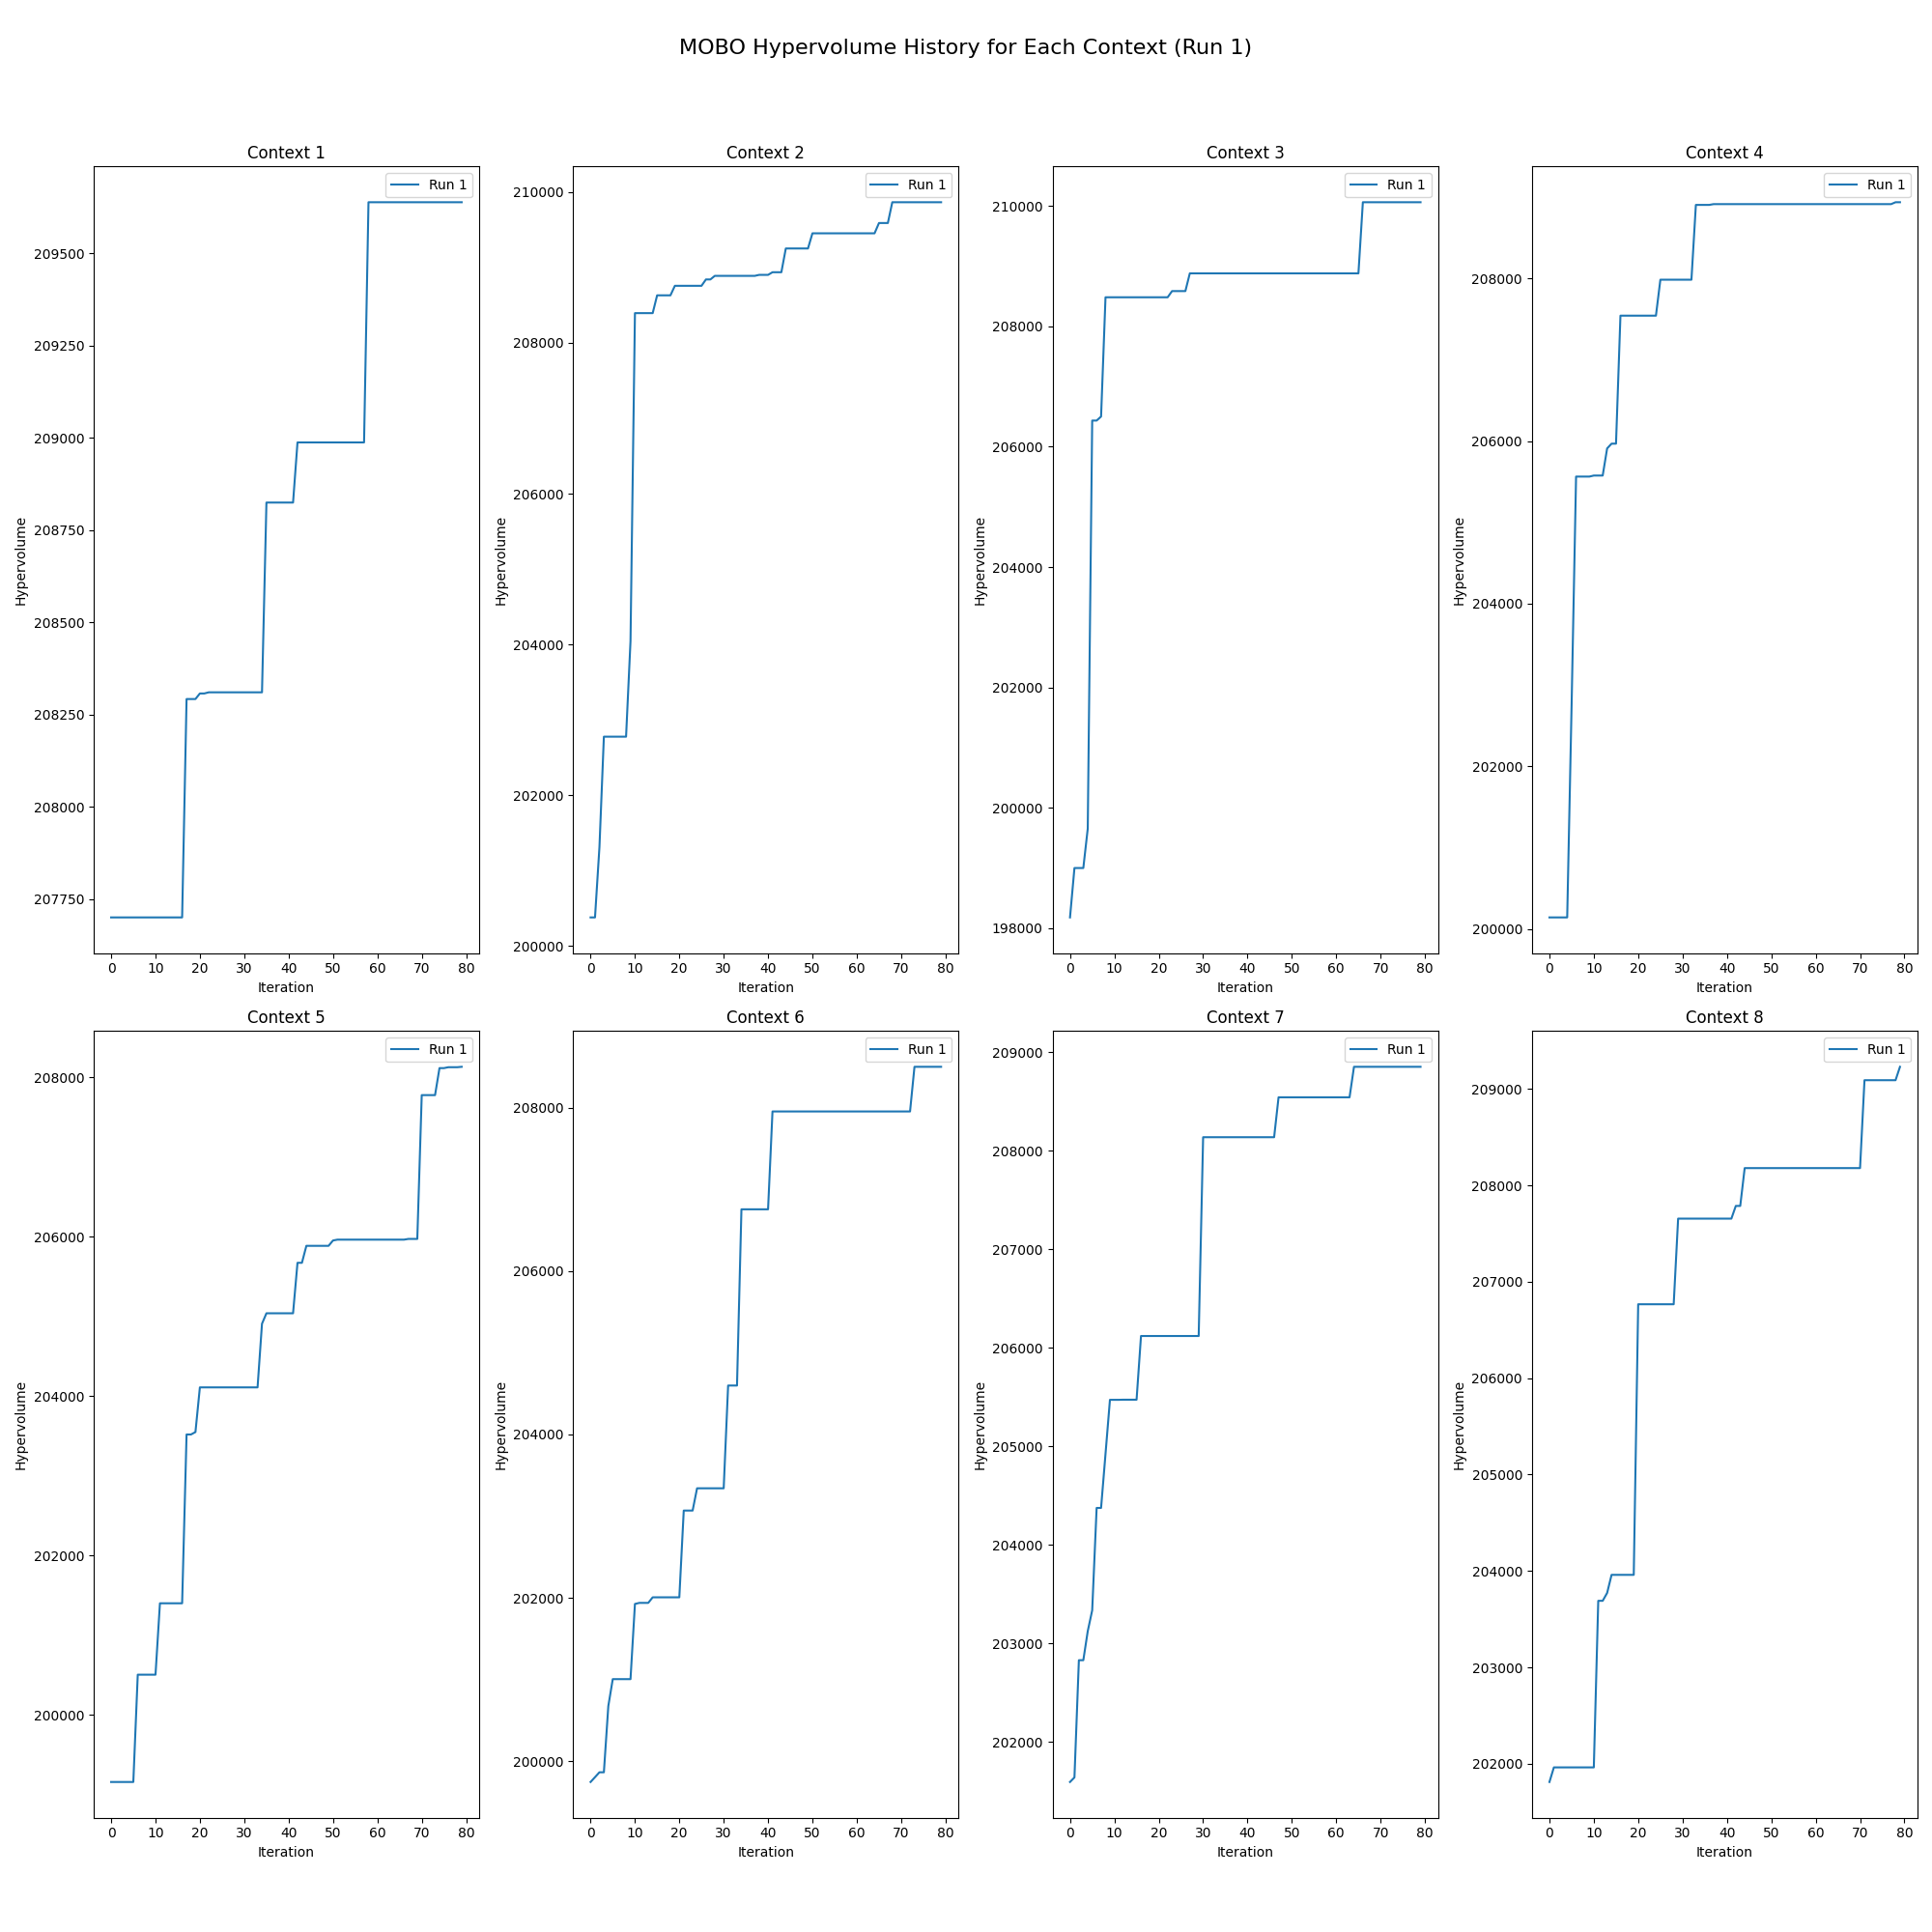 MOBO Hypervolume History for Each Context (Run 1)
Context 1
Run 1
209500
209250
209000
208750
208500
208250
208000
207750
Hypervolume
0 10 20 30 40 50 60 70 80
Iteration
Context 2
Run 1
210000
208000
206000
204000
202000
200000
Hypervolume
0 10 20 30 40 50 60 70 80
Iteration
Context 3
Run 1
210000
208000
206000
204000
202000
200000
198000
Hypervolume
0 10 20 30 40 50 60 70 80
Iteration
Context 4
Run 1
208000
206000
204000
202000
200000
Hypervolume
0 10 20 30 40 50 60 70 80
Iteration
Context 5
Run 1
208000
206000
204000
202000
200000
Hypervolume
0 10 20 30 40 50 60 70 80
Iteration
Context 6
Run 1
208000
206000
204000
202000
200000
Hypervolume
0 10 20 30 40 50 60 70 80
Iteration
Context 7
Run 1
209000
208000
207000
206000
205000
204000
203000
202000
Hypervolume
0 10 20 30 40 50 60 70 80
Iteration
Context 8
Run 1
209000
208000
207000
206000
205000
204000
203000
202000
Hypervolume
0 10 20 30 40 50 60 70 80
Iteration